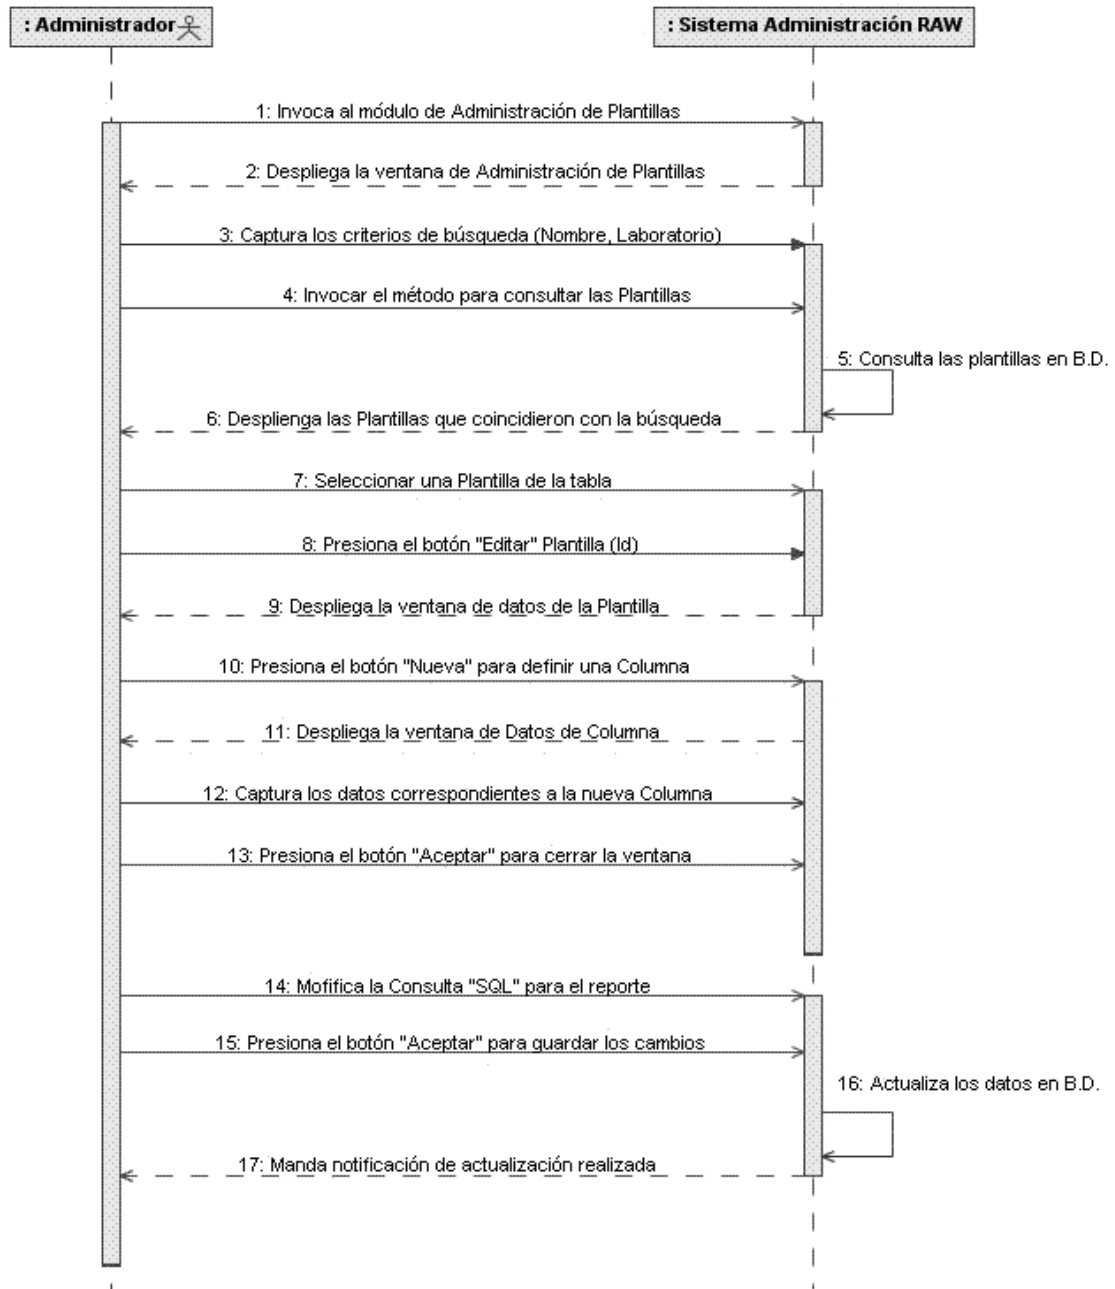 : Administrador
: Sistema Administración RAW
1: Invoca al módulo de Administración de Plantillas
2: Despliega la ventana de Administración de Plantillas
3: Captura los criterios de búsqueda (Nombre, Laboratorio)
4: Invocar el método para consultar las Plantillas
5: Consulta las plantillas en B.D.
6: Desplienga las Plantillas que coincidieron con la búsqueda
7: Seleccionar una Plantilla de la tabla
8: Presiona el botón "Editar" Plantilla (Id)
9: Despliega la ventana de datos de la Plantilla
10: Presiona el botón "Nueva" para definir una Columna
11: Despliega la ventana de Datos de Columna
12: Captura los datos correspondientes a la nueva Columna
13: Presiona el botón "Aceptar" para cerrar la ventana
14: Mofifica la Consulta "SQL" para el reporte
15: Presiona el botón "Aceptar" para guardar los cambios
16: Actualiza los datos en B.D.
17: Manda notificación de actualización realizada